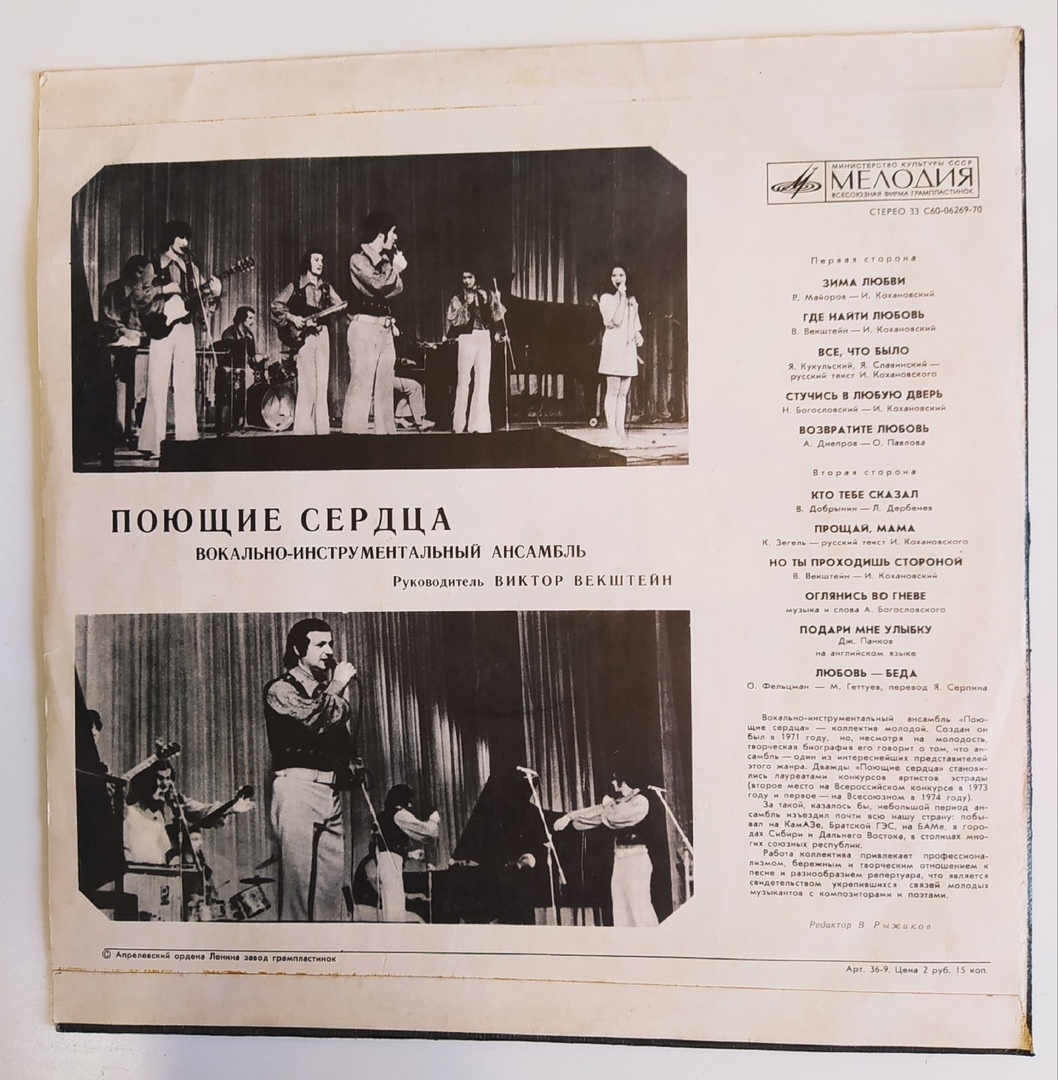 МИНИСТЕРСТВО КУЛЬТУРЫ СССР
МЕЛОДИЯ
ВСЕСОЮЗНАЯ ФИРМА ГРАМПЛАСТИНОК
СТЕРЕО 33 С60-06269-70
Первая сторона
ЗИМА ЛЮБВИ
Р. Майоров — И. Кохановский
ГДЕ НАЙТИ ЛЮБОВЬ
В. Векштейн — И. Кохановский
ВСЕ, ЧТО БЫЛО
Я. Кукульский, Я. Славинский —
русский текст И. Кохановского
СТУЧИСЬ В ЛЮБУЮ ДВЕРЬ
Н. Богословский — И. Кохановский
ВОЗВРАТИТЕ ЛЮБОВЬ
А. Днепров — О. Павлова
Вторая сторона
КТО ТЕБЕ СКАЗАЛ
В. Добрынин — Л. Дербенев
ПРОЩАЙ, МАМА
К. Зегель — русский текст И. Кохановского
НО ТЫ ПРОХОДИШЬ СТОРОНОЙ
В. Векштейн — И. Кохановский
ОГЛЯНИСЬ ВО ГНЕВЕ
музыка и слова А. Богословского
ПОДАРИ МНЕ УЛЫБКУ
Дж. Панков
на английском языке
ЛЮБОВЬ — БЕДА
О. Фельцман — М. Геттуев, перевод Я. Серпина
ПОЮЩИЕ СЕРДЦА
ВОКАЛЬНО-ИНСТРУМЕНТАЛЬНЫЙ АНСАМБЛЬ
Руководитель ВИКТОР ВЕКШТЕЙН
Вокально-инструментальный ансамбль «Пою-
щие сердца» — коллектив молодой. Создан он
был в 1971 году, но, несмотря на молодость,
творческая биография его говорит о том, что ан-
самбль — один из интереснейших представителей
этого жанра. Дважды «Поющие сердца» станови-
лись лауреатами конкурсов артистов эстрады
(второе место на Всероссийском конкурсе в 1973
году и первое — на Всесоюзном в 1974 году).
За такой, казалось бы, небольшой период ан-
самбль изъездил почти всю нашу страну: побы-
вал на КамАЗе, Братской ГЭС, на БАМе, в горо-
дах Сибири и Дальнего Востока, в столицах мно-
гих союзных республик.
Работа коллектива привлекает профессиона-
лизмом, бережным и творческим отношением к
песне и разнообразием репертуара, что является
свидетельством укрепившихся связей молодых
музыкантов с композиторами и поэтами.
Редактор В. Рыжиков
© Апрелевский ордена Ленина завод грампластинок
Арт. 36-9. Цена 2 руб. 15 коп.